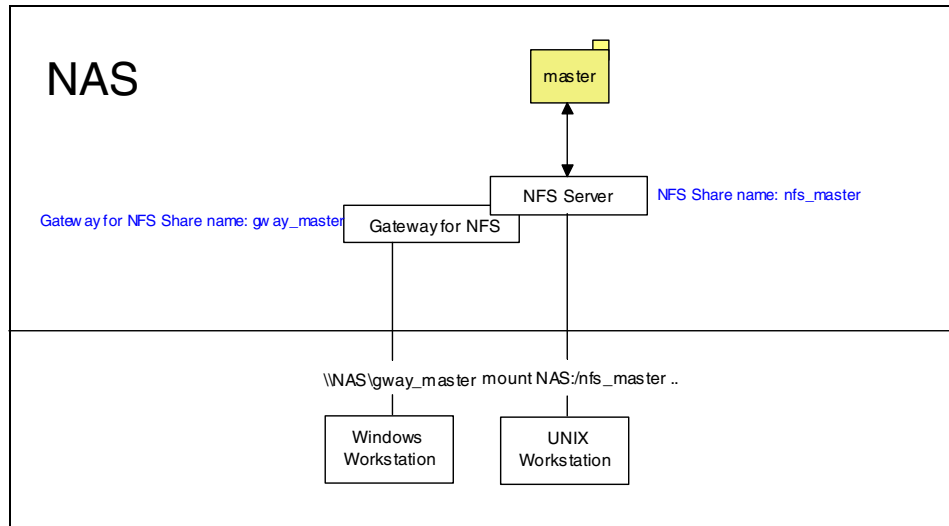 NAS
master
NFS Server
NFS Share name: nfs_master
Gateway for NFS Share name: gway_master
Gateway for NFS
\\NAS\gway_master
mount NAS:/nfs_master ..
Windows
Workstation
UNIX
Workstation